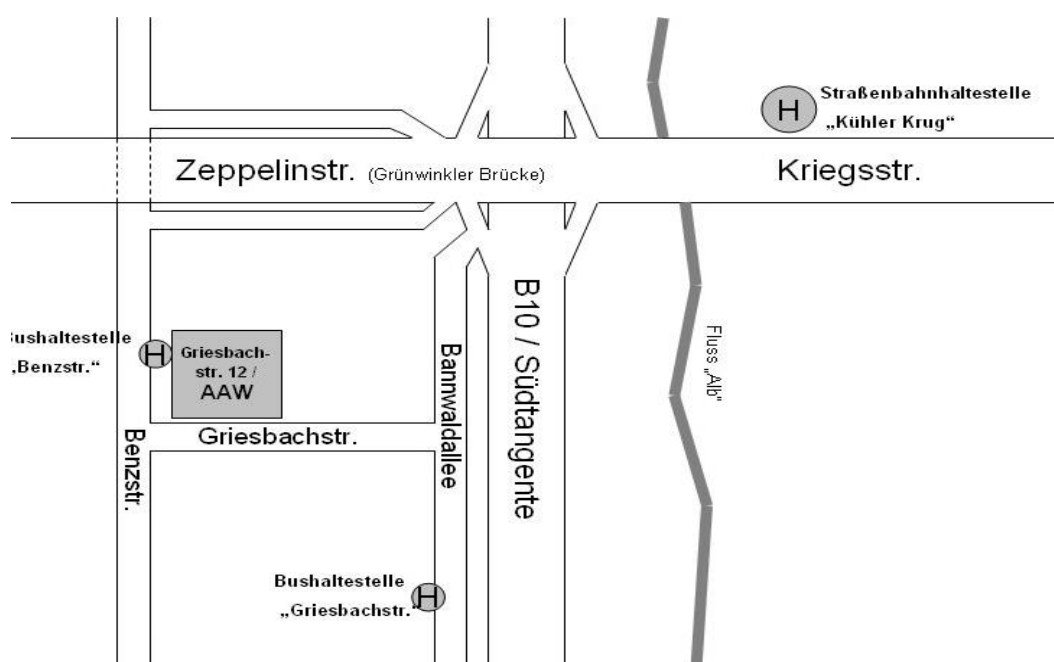 H
Straßenbahnhaltestelle
„Kühler Krug“
Zeppelinstr. (Grünwinkler Brücke)
Kriegsstr.
ushaltestelle
„Benzstr.“
H
Griesbach-
str. 12 /
AAW
Griesbachstr.
Benzstr.
Bannwaldallee
B10 / Südtangente
Fluss „Alb“
Bushaltestelle
„Griesbachstr.“
H